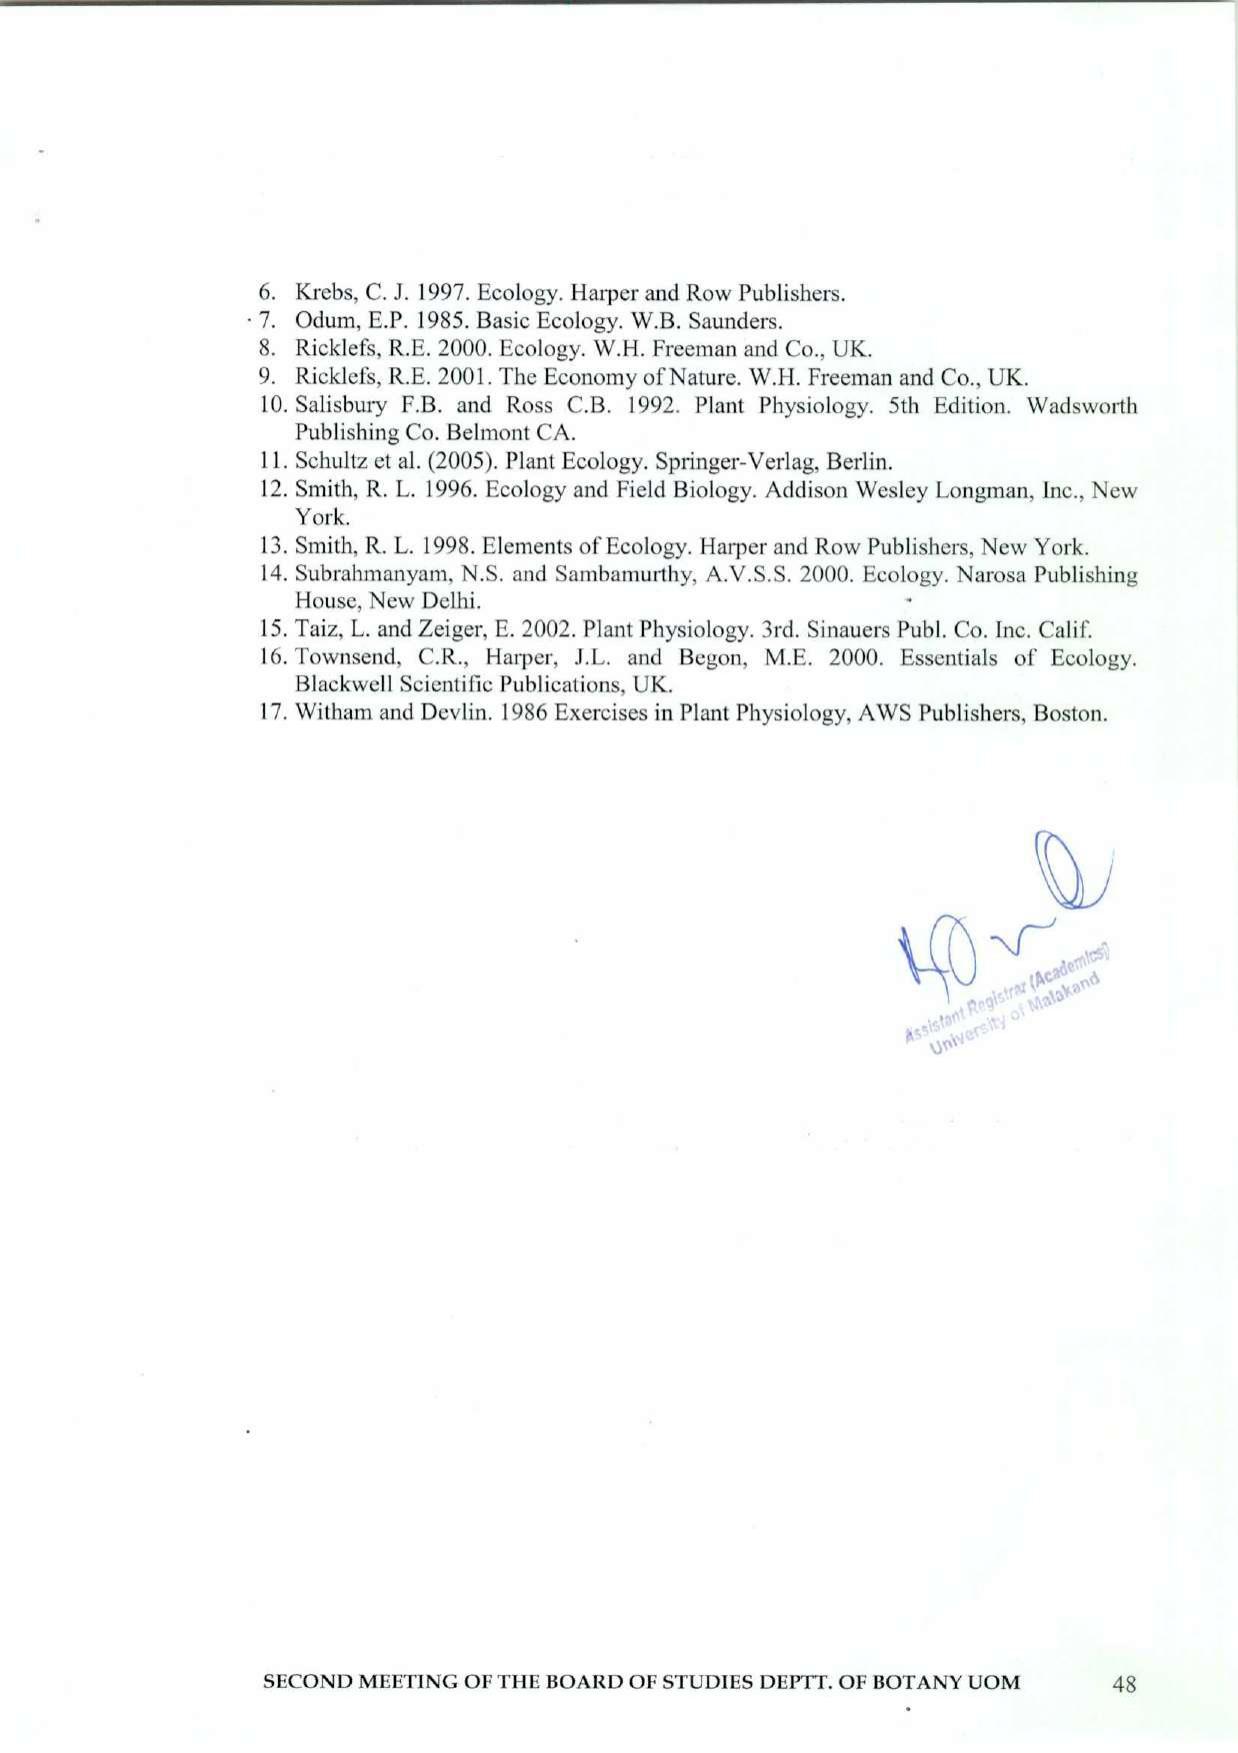 6. Krebs, C. J. 1997. Ecology. Harper and Row Publishers.
7. Odum, E.P. 1985. Basic Ecology. W.B. Saunders.
8. Ricklefs, R.E. 2000. Ecology. W.H. Freeman and Co., UK.
9. Ricklefs, R.E. 2001. The Economy of Nature. W.H. Freeman and Co., UK.
10. Salisbury F.B. and Ross C.B. 1992. Plant Physiology. 5th Edition. Wadsworth
Publishing Co. Belmont CA.
11. Schultz et al. (2005). Plant Ecology. Springer-Verlag, Berlin.
12. Smith, R. L. 1996. Ecology and Field Biology. Addison Wesley Longman, Inc., New
York.
13. Smith, R. L. 1998. Elements of Ecology. Harper and Row Publishers, New York.
14. Subrahmanyam, N.S. and Sambamurthy, A.V.S.S. 2000. Ecology. Narosa Publishing
House, New Delhi.
15. Taiz, L. and Zeiger, E. 2002. Plant Physiology. 3rd. Sinauers Publ. Co. Inc. Calif.
16. Townsend, C.R., Harper, J.L. and Begon, M.E. 2000. Essentials of Ecology.
Blackwell Scientific Publications, UK.
17. Witham and Devlin. 1986 Exercises in Plant Physiology, AWS Publishers, Boston.
Assistant Registrar (Academics)
University of Malakand
SECOND MEETING OF THE BOARD OF STUDIES DEPTT. OF BOTANY UOM 48